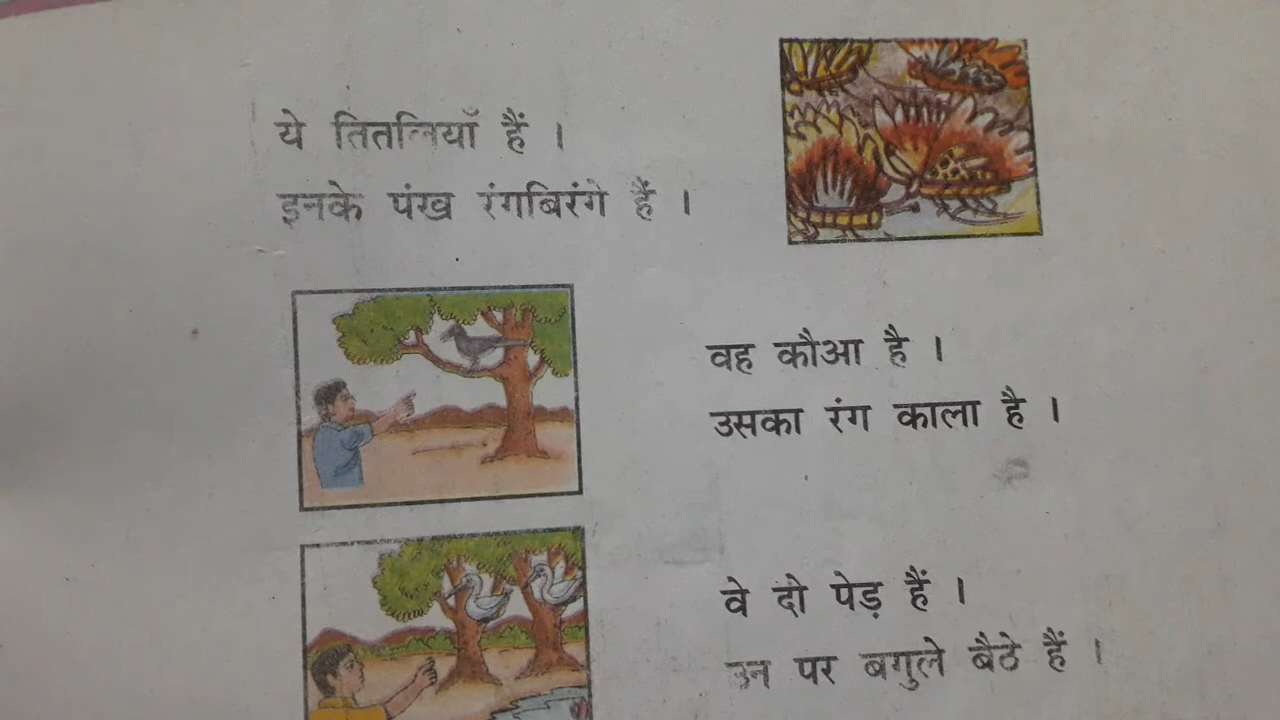 ये तितलियाँ हैं ।
इनके पंख रंगबिरंगे हैं ।
वह कौआ है ।
उसका रंग काला है ।
वे दो पेड़ हैं ।
उन पर बगुले बैठे हैं ।